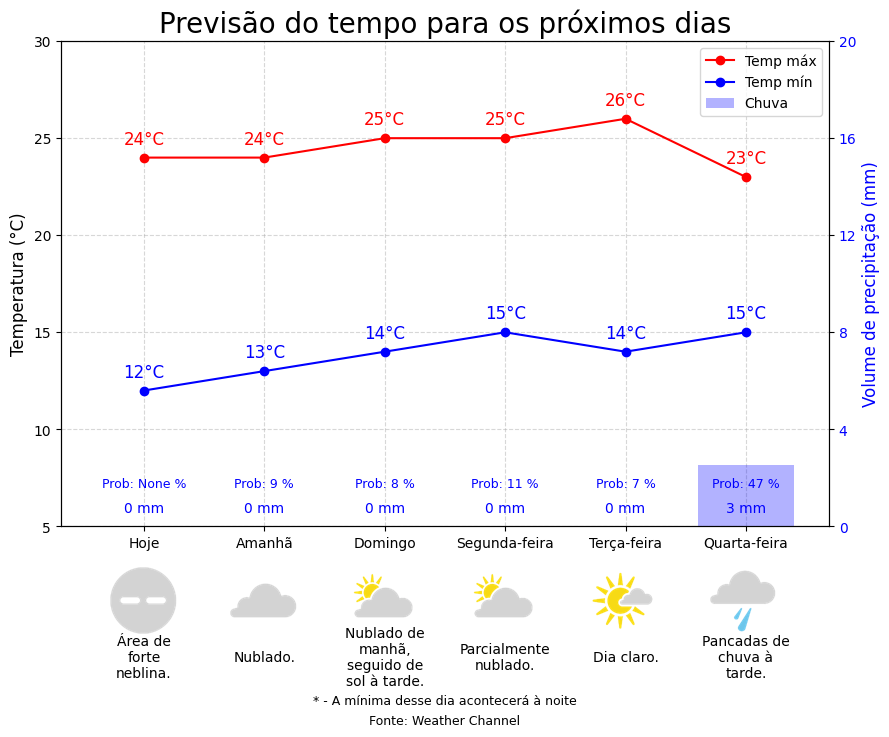 Previsão do tempo para os próximos dias
Temperatura (°C)
Volume de precipitação (mm)
30
25
20
15
10
5
20
16
12
8
4
0
Temp máx
Temp mín
Chuva
24°C
24°C
25°C
25°C
26°C
23°C
12°C
13°C
14°C
15°C
14°C
15°C
Prob: None %
Prob: 9 %
Prob: 8 %
Prob: 11 %
Prob: 7 %
Prob: 47 %
0 mm
0 mm
0 mm
0 mm
0 mm
3 mm
Hoje
Amanhã
Domingo
Segunda-feira
Terça-feira
Quarta-feira
Área de
forte
neblina.
Nublado.
Nublado de
manhã,
seguido de
sol à tarde.
Parcialmente
nublado.
Dia claro.
Pancadas de
chuva à
tarde.
* - A mínima desse dia acontecerá à noite
Fonte: Weather Channel